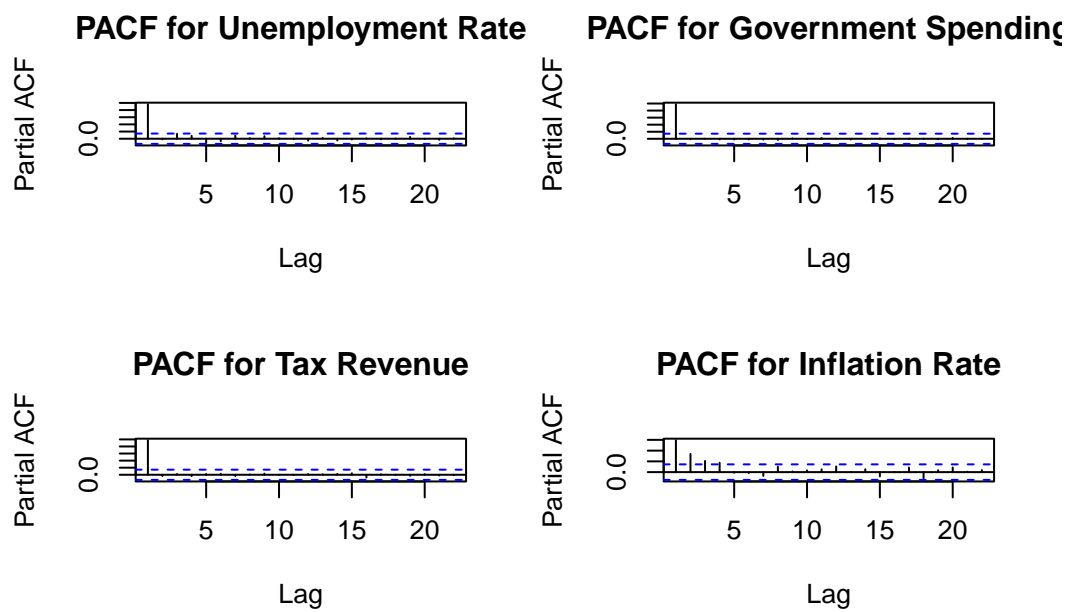 PACF for Unemployment Rate
Partial ACF
0.0
5 10 15 20
Lag
PACF for Government Spending
Partial ACF
0.0
5 10 15 20
Lag
PACF for Tax Revenue
Partial ACF
0.0
5 10 15 20
Lag
PACF for Inflation Rate
Partial ACF
0.0
5 10 15 20
Lag